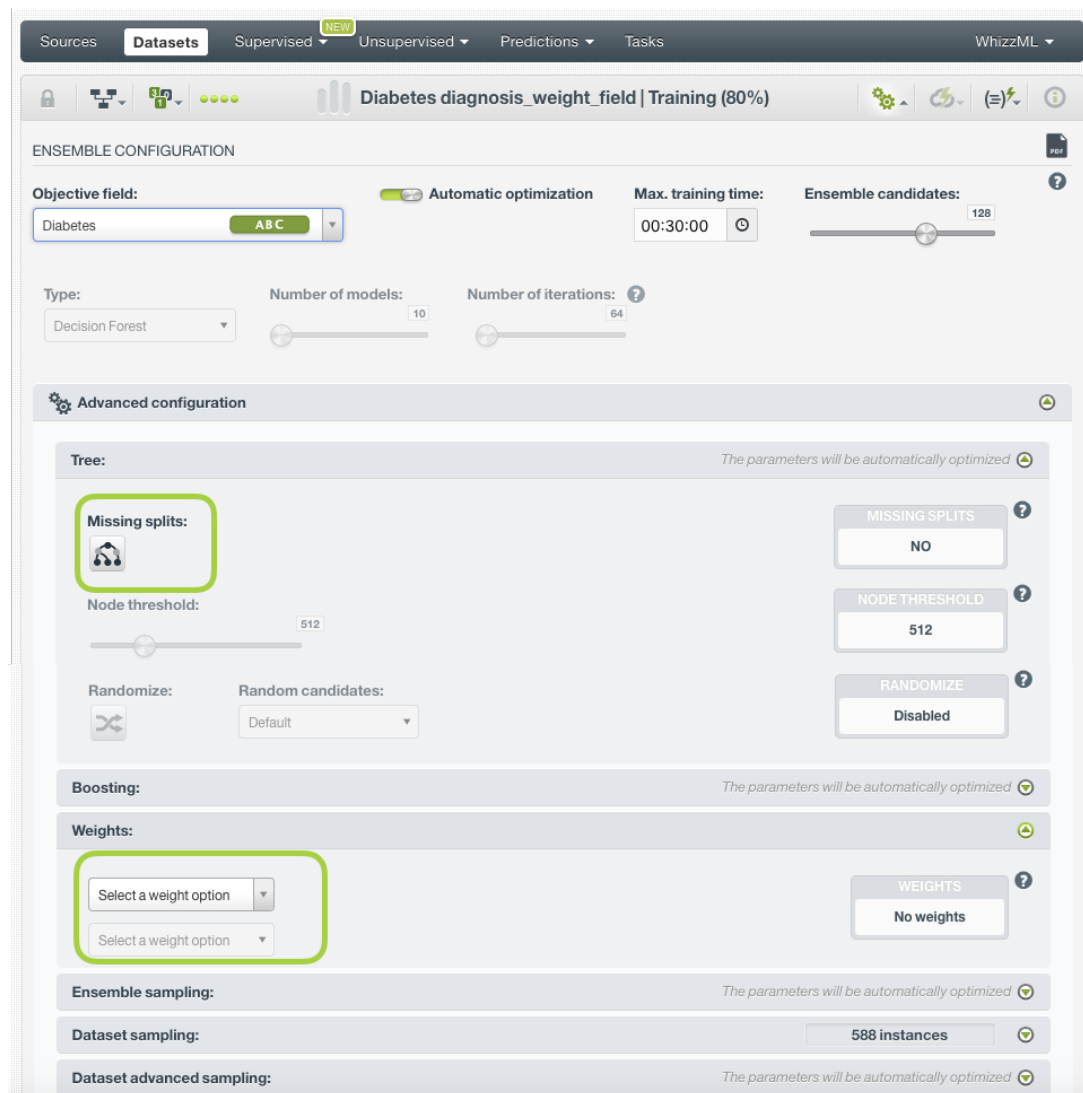 NEW
Sources Datasets Supervised Unsupervised Predictions Tasks WhizzML
Diabetes diagnosis_weight_field | Training (80%)
ENSEMBLE CONFIGURATION
PDF
Objective field: Automatic optimization Max. training time: Ensemble candidates:
128
Diabetes ABC 00:30:00
Type: Number of models: Number of iterations:
10 64
Decision Forest
Advanced configuration
Tree: The parameters will be automatically optimized
Missing splits:
MISSING SPLITS
NO
Node threshold:
NODE THRESHOLD
512
512
Randomize: Random candidates:
RANDOMIZE
Default
Disabled
Boosting: The parameters will be automatically optimized
Weights:
Select a weight option
WEIGHTS
No weights
Select a weight option
Ensemble sampling: The parameters will be automatically optimized
Dataset sampling: 588 instances
Dataset advanced sampling: The parameters will be automatically optimized